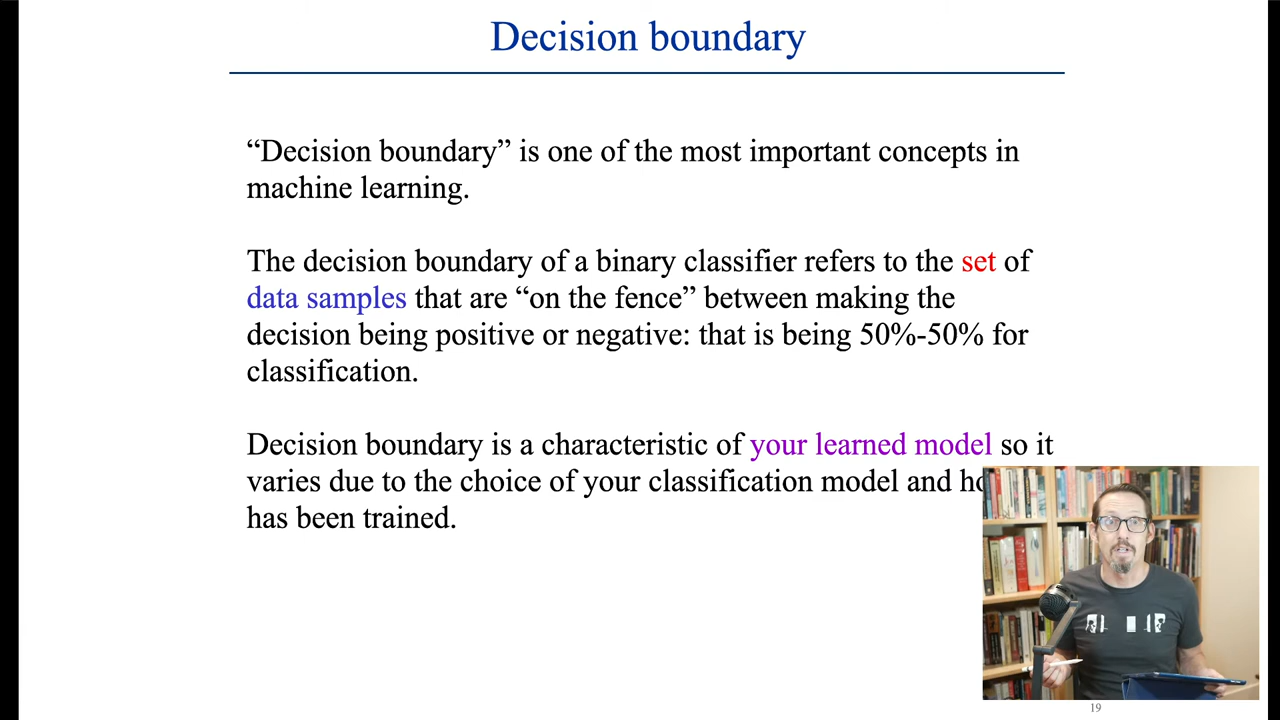 Decision boundary
“Decision boundary” is one of the most important concepts in
machine learning.
The decision boundary of a binary classifier refers to the set of
data samples that are “on the fence” between making the
decision being positive or negative: that is being 50%-50% for
classification.
Decision boundary is a characteristic of your learned model so it
varies due to the choice of your classification model and
has been trained.
19